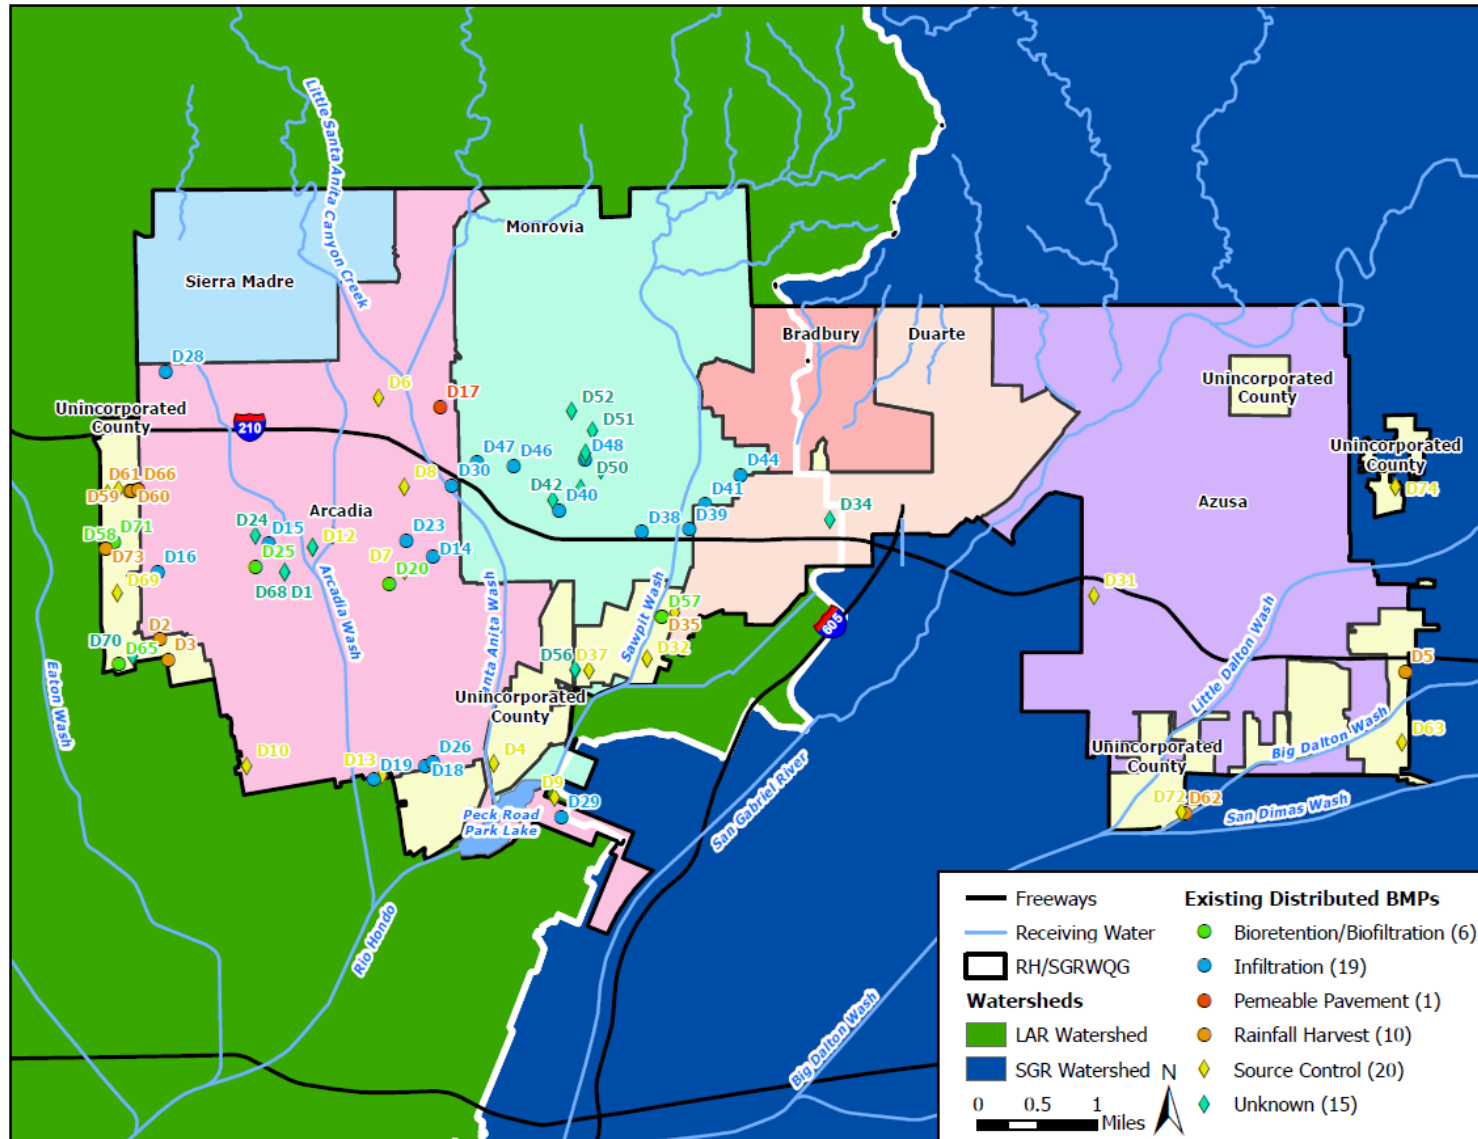 Little Santa Anita Canyon Creek
Monrovia
Sierra Madre
Bradbury
Duarte
D28
D6
D17
D52
D51
Unincorporated
County
Unincorporated
County
Unincorporated
County
210
D47
D46
D48
D50
D44
D61
D66
D59
D60
D8
D30
D42
D40
D41
D74
Arcadia
Azusa
D34
D24
D15
D12
D23
D38
D39
D58
D71
D73
D25
D16
D7
D14
D20
D69
D68
D1
D31
Arcadia Wash
Santa Anita Wash
Sawpit Wash
D57
D35
605
D2
D70
D65
D3
D56
D37
D32
Little Dalton Wash
D5
Eaton Wash
Unincorporated
County
Big Dalton Wash
D63
Unincorporated
County
D10
D13
D19
D26
D18
D4
D9
D29
San Gabriel River
D72
D62
San Dimas Wash
Peck Road
Park Lake
Rio Hondo
Big Dalton Wash
Freeways
Receiving Water
RH/SGRWQG
Watersheds
LAR Watershed
SGR Watershed
N
0 0.5 1
Miles
Existing Distributed BMPs
Bioretention/Biofiltration (6)
Infiltration (19)
Pemeable Pavement (1)
Rainfall Harvest (10)
Source Control (20)
Unknown (15)